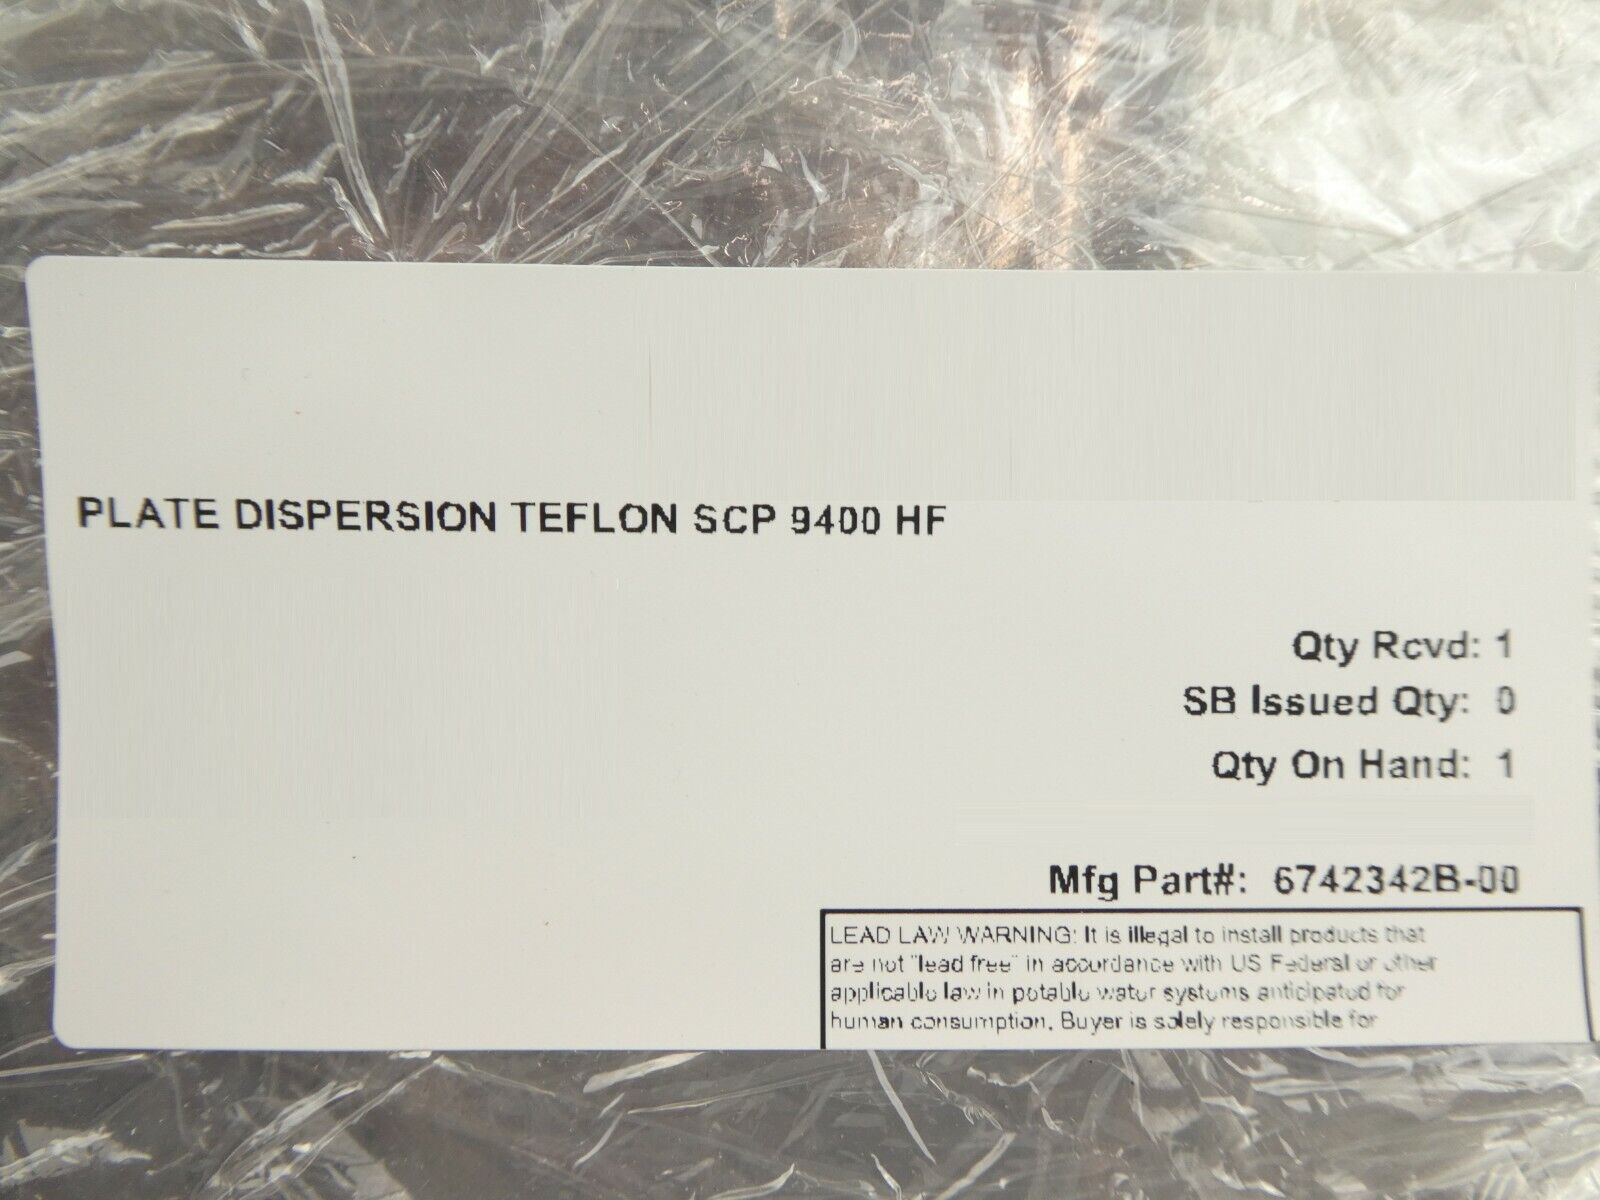 PLATE DISPERSION TEFLON SCP 9400 HF
Qty Rcvd: 1
SB Issued Qty: 0
Qty On Hand: 1
Mfg Part#: 6742342B-00
LEAD LAW WARNING: It is illegal to install products that
are not "lead free" in accordance with US Federal or other
applicable law in potable water systems anticipated for
human consumption. Buyer is solely responsible for